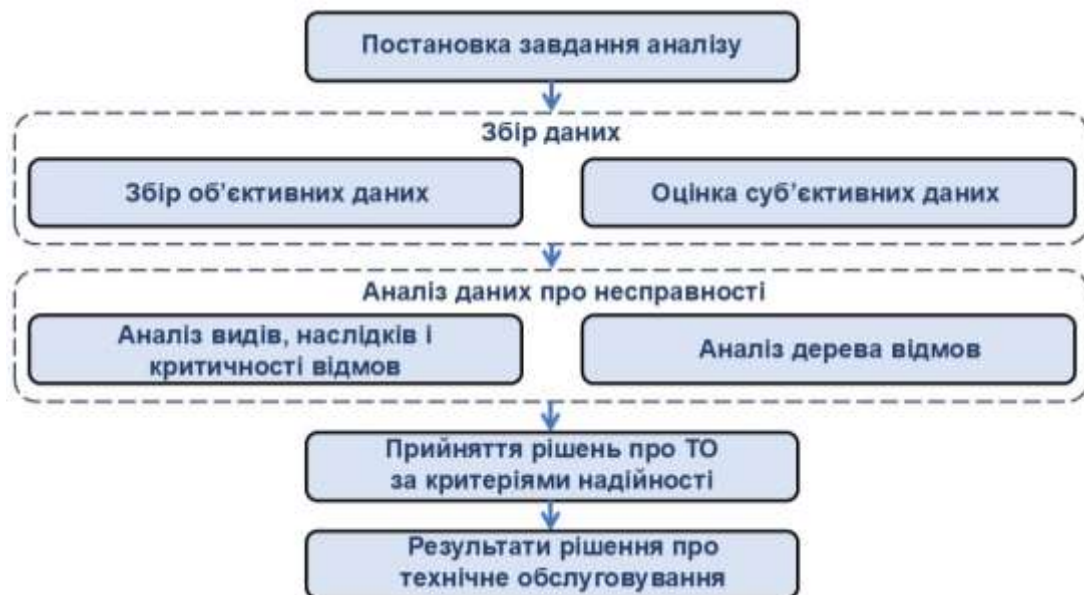 Постановка завдання аналізу
Збір даних
Збір об’єктивних даних
Оцінка суб’єктивних даних
Аналіз даних про несправності
Аналіз видів, наслідків і
критичності відмов
Аналіз дерева відмов
Прийняття рішень про ТО
за критеріями надійності
Результати рішення про
технічне обслуговування